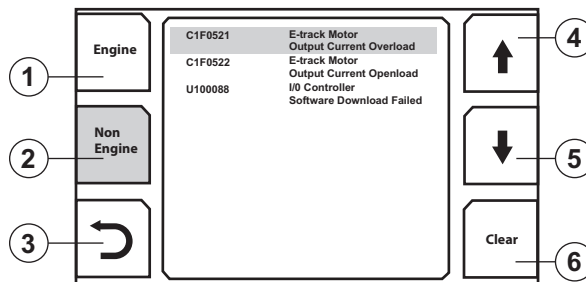 Engine
1
Non
Engine
2
3
C1F0521 E-track Motor
Output Current Overload
C1F0522 E-track Motor
Output Current Openload
U100088 I/0 Controller
Software Download Failed
4
5
Clear
6